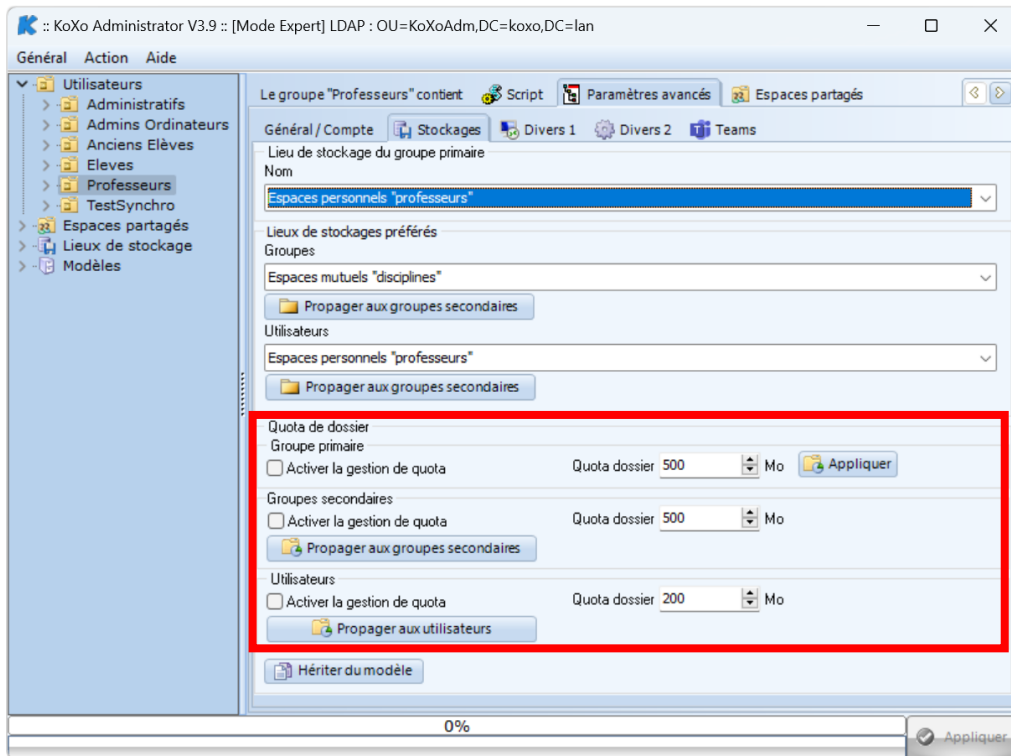 :: KoXo Administrator V3.9 :: [Mode Expert] LDAP : OU=KoXoAdm,DC=koxo,DC=lan
Général Action Aide
Utilisateurs
Administratifs
Admins Ordinateurs
Anciens Elèves
Eleves
Professeurs
TestSynchro
Espaces partagés
Lieux de stockage
Modèles
Le groupe "Professeurs" contient Script Paramètres avancés Espaces partagés
Général / Compte Stockages Divers 1 Divers 2 Teams
Lieu de stockage du groupe primaire
Nom
Espaces personnels "professeurs"
Lieux de stockages préférés
Groupes
Espaces mutuels "disciplines"
Propager aux groupes secondaires
Utilisateurs
Espaces personnels "professeurs"
Propager aux groupes secondaires
Quota de dossier
Groupe primaire
Activer la gestion de quota Quota dossier 500 Mo Appliquer
Groupes secondaires
Activer la gestion de quota Quota dossier 500 Mo
Propager aux groupes secondaires
Utilisateurs
Activer la gestion de quota Quota dossier 200 Mo
Propager aux utilisateurs
Hériter du modèle
0%
Appliquer